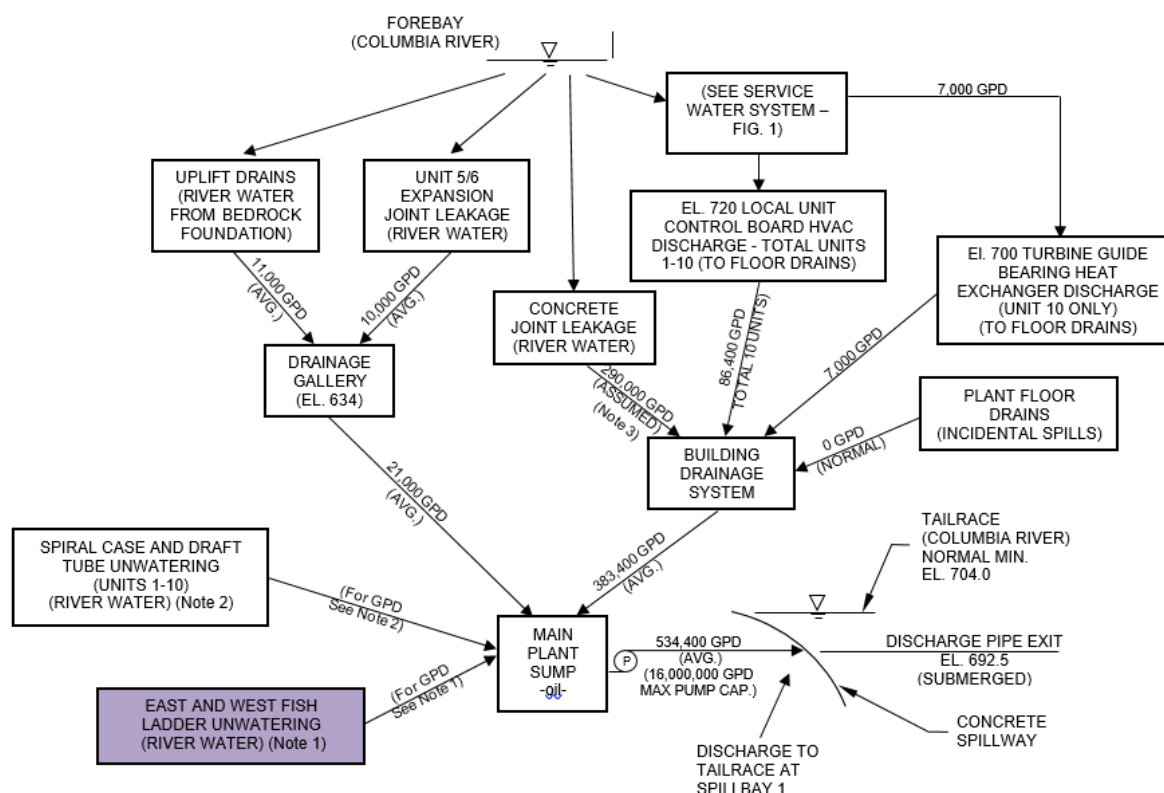 FOREBAY
(COLUMBIA RIVER)
(SEE SERVICE
WATER SYSTEM –
FIG. 1)
7,000 GPD
UPLIFT DRAINS
(RIVER WATER
FROM BEDROCK
FOUNDATION)
UNIT 5/6
EXPANSION
JOINT LEAKAGE
(RIVER WATER)
EL. 720 LOCAL UNIT
CONTROL BOARD HVAC
DISCHARGE - TOTAL UNITS
1-10 (TO FLOOR DRAINS)
El. 700 TURBINE GUIDE
BEARING HEAT
EXCHANGER DISCHARGE
(UNIT 10 ONLY)
(TO FLOOR DRAINS)
11,000 GPD
(AVG.)
10,000 GPD
(AVG.)
CONCRETE
JOINT LEAKAGE
(RIVER WATER)
86,400 GPD
TOTAL 10 UNITS)
7,000 GPD
DRAINAGE
GALLERY
(EL. 634)
290,000 GPD
(ASSUMED)
(Note 3)
PLANT FLOOR
DRAINS
(INCIDENTAL SPILLS)
0 GPD
(NORMAL)
BUILDING
DRAINAGE
SYSTEM
21,000 GPD
(AVG.)
383,400 GPD
(AVG.)
TAILRACE
(COLUMBIA RIVER)
NORMAL MIN.
EL. 704.0
SPIRAL CASE AND DRAFT
TUBE UNWATERING
(UNITS 1-10)
(RIVER WATER) (Note 2)
(For GPD
See Note 2)
MAIN
PLANT
SUMP
-oil-
P
534,400 GPD
(AVG.)
(16,000,000 GPD
MAX PUMP CAP.)
DISCHARGE PIPE EXIT
EL. 692.5
(SUBMERGED)
EAST AND WEST FISH
LADDER UNWATERING
(RIVER WATER) (Note 1)
(For GPD
See Note 1)
CONCRETE
SPILLWAY
DISCHARGE TO
TAILRACE AT
SPILLBAY 1